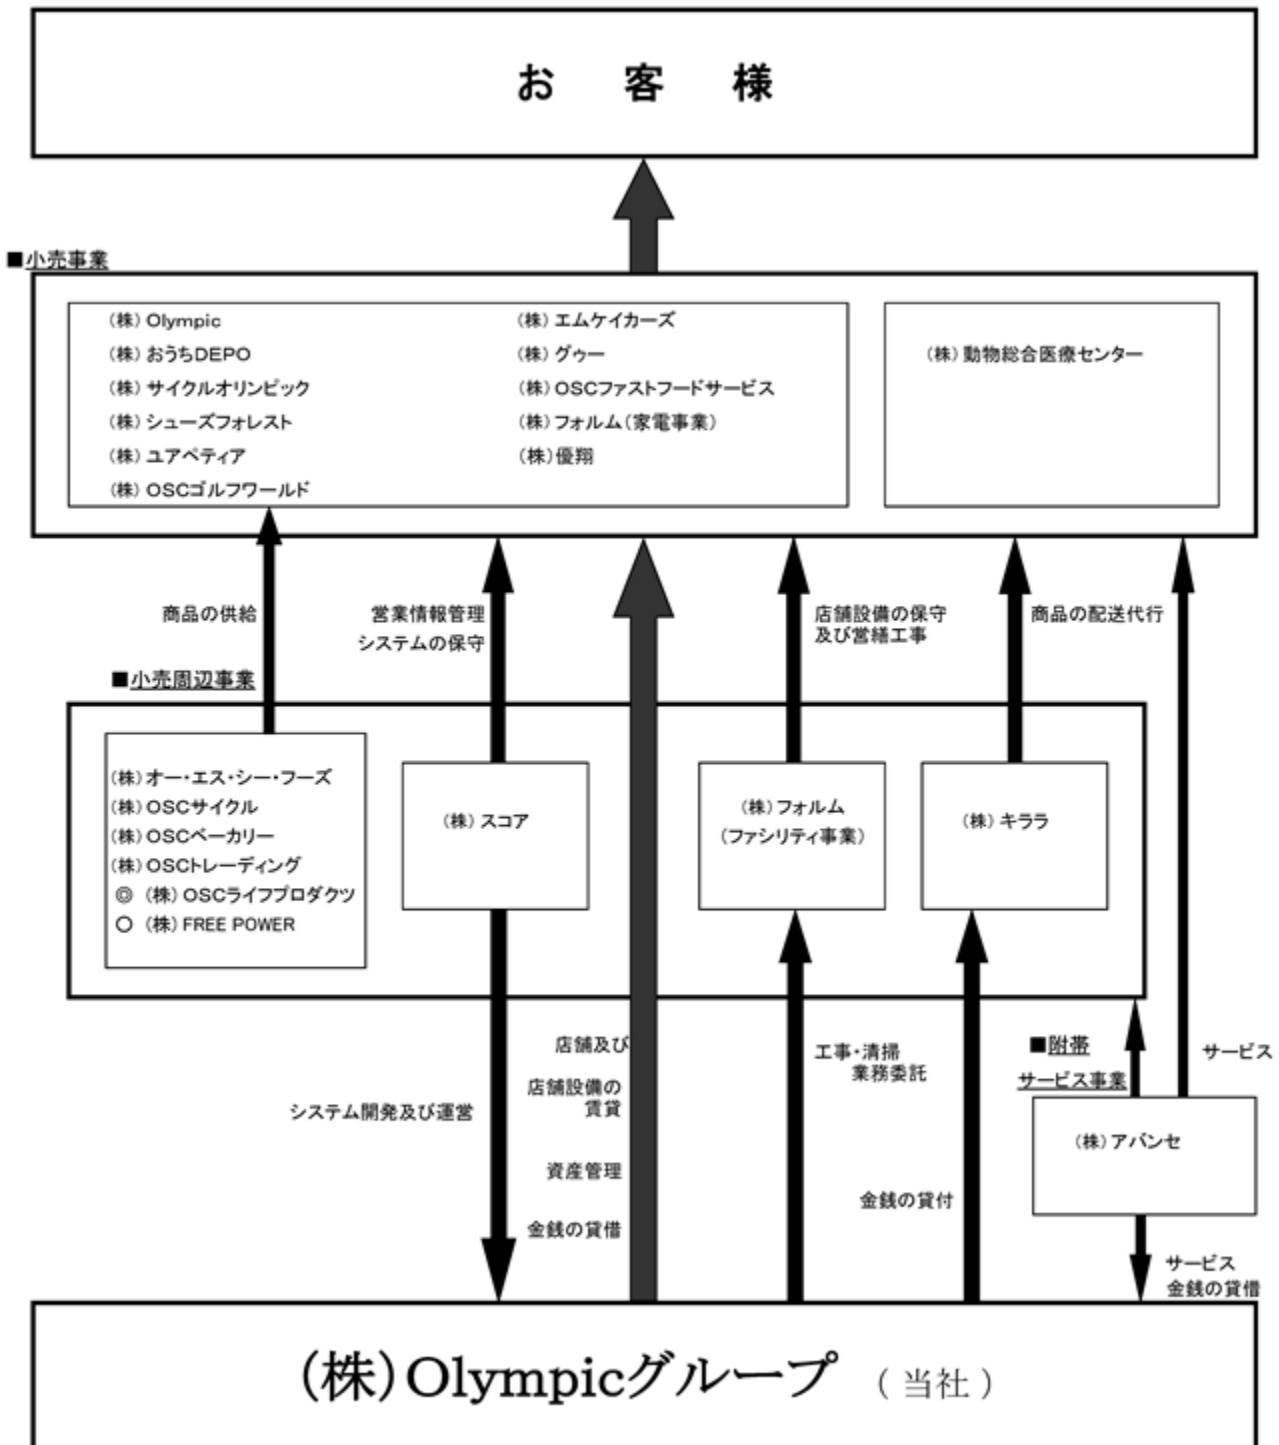 お 客 様
■小売事業
(株) Olympic
(株) おうちDEPO
(株) サイクルオリンピック
(株) シューズフォレスト
(株) ユアペティア
(株) OSCゴルフワールド
(株) エムケイカーズ
(株) グゥー
(株) OSCファストフードサービス
(株) フォルム(家電事業)
(株)優翔
(株) 動物総合医療センター
商品の供給
営業情報管理
システムの保守
店舗設備の保守
及び営繕工事
商品の配送代行
■小売周辺事業
(株) オー・エス・シー・フーズ
(株) OSCサイクル
(株) OSCベーカリー
(株) OSCトレーディング
◎ (株) OSCライフプロダクツ
○ (株) FREE POWER
(株) スコア
(株) フォルム
(ファシリティ事業)
(株) キララ
システム開発及び運営
店舗及び
店舗設備の
賃貸
資産管理
金銭の貸借
工事・清掃
業務委託
金銭の貸付
■附帯
サービス事業
サービス
(株) アバンセ
サービス
金銭の貸借
(株)Olympicグループ (当社)